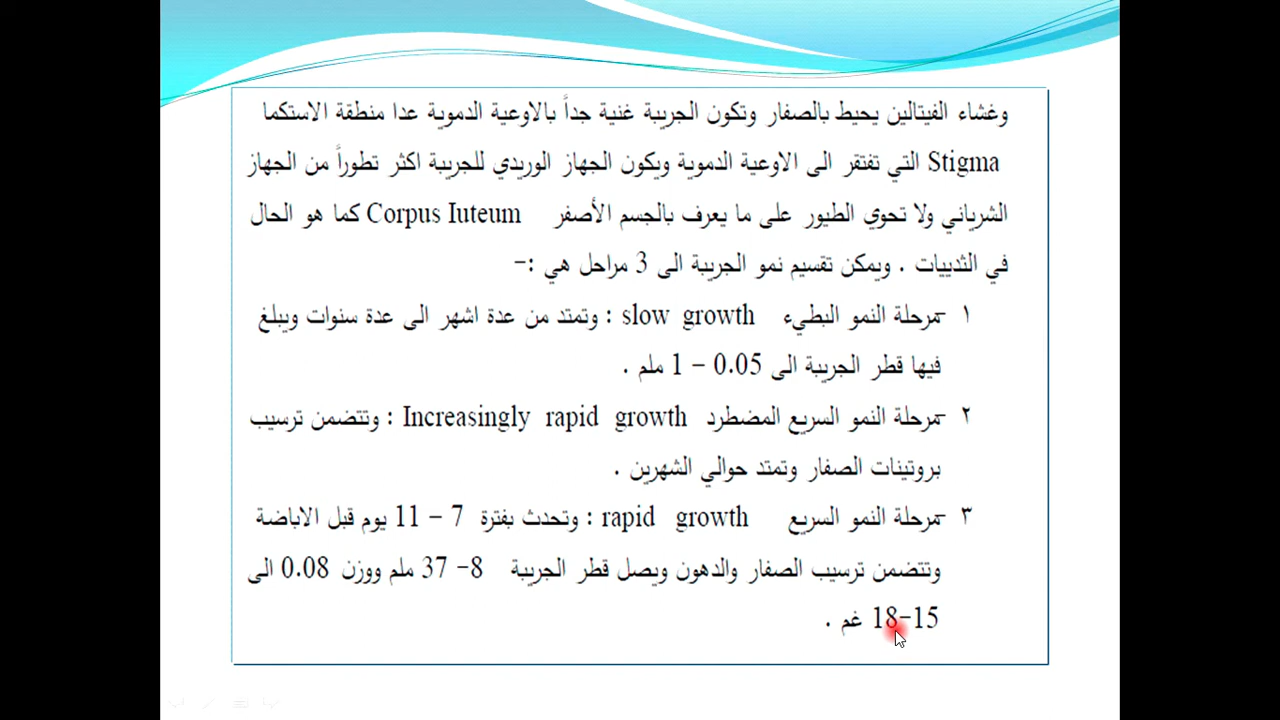 وغشاء الفيتالين يحيط بالصفار وتكون الجريبة غنية جداً بالاوعية الدموية عدا منطقة الاستكما
Stigma التي تفتقر الى الاوعية الدموية ويكون الجهاز الوريدي للجريبة اكثر تطوراً من الجهاز
الشرياني ولا تحوي الطيور على ما يعرف بالجسم الأصفر Corpus Iuteum كما هو الحال
في الثدييات . ويمكن تقسيم نمو الجريبة الى 3 مراحل هي :-
١ -مرحلة النمو البطيء slow growth : وتمتد من عدة اشهر الى عدة سنوات ويبلغ
فيها قطر الجريبة الى 0.05 – 1 ملم .
٢ -مرحلة النمو السريع المضطرد Increasingly rapid growth : وتتضمن ترسيب
بروتينات الصفار وتمتد حوالي الشهرين .
٣ -مرحلة النمو السريع rapid growth : وتحدث بفترة 7 – 11 يوم قبل الاباضة
وتتضمن ترسيب الصفار والدهون ويصل قطر الجريبة 8- 37 ملم ووزن 0.08 الى
15-18 غم .